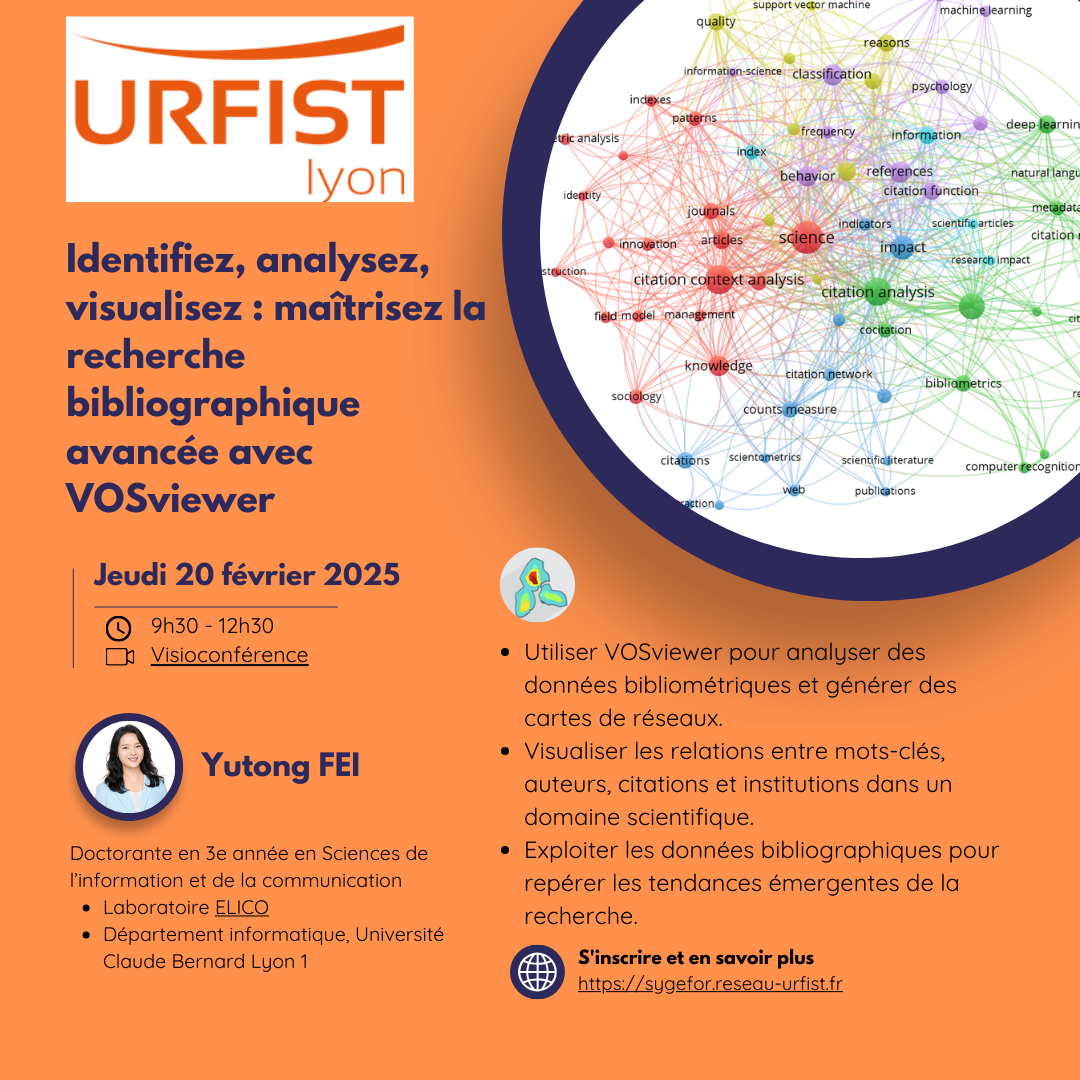 URFIST
lyon
Identifiez, analysez,
visualisez : maîtrisez la
recherche
bibliographique
avancée avec
VOSviewer
Jeudi 20 février 2025
9h30 - 12h30
Visioconférence
Yutong FEI
Doctorante en 3e année en Sciences de
l'information et de la communication
Laboratoire ELICO
Département informatique, Université
Claude Bernard Lyon 1
support vector machine
machine learning
quality
reasons
information-science
classification
psychology
indexes
patterns
frequency
information
deep learnin
tric analysis
index
behavior
references
natural langu
identity
citation function
metadata
journals
indicators
scientific articles
science
citation
innovation
articles
impact
research impact
struction
citation context analysis
citation analysis
field model
management
cocitation
knowledge
citation network
bibliometrics
sociology
counts measure
citations
scientometrics
scientific literature
computer recognition
web
publications
action
Utiliser VOSviewer pour analyser des
données bibliométriques et générer des
cartes de réseaux.
Visualiser les relations entre mots-clés,
auteurs, citations et institutions dans un
domaine scientifique.
Exploiter les données bibliographiques pour
repérer les tendances émergentes de la
recherche.
S'inscrire et en savoir plus
https://sygefor.reseau-urfist.fr